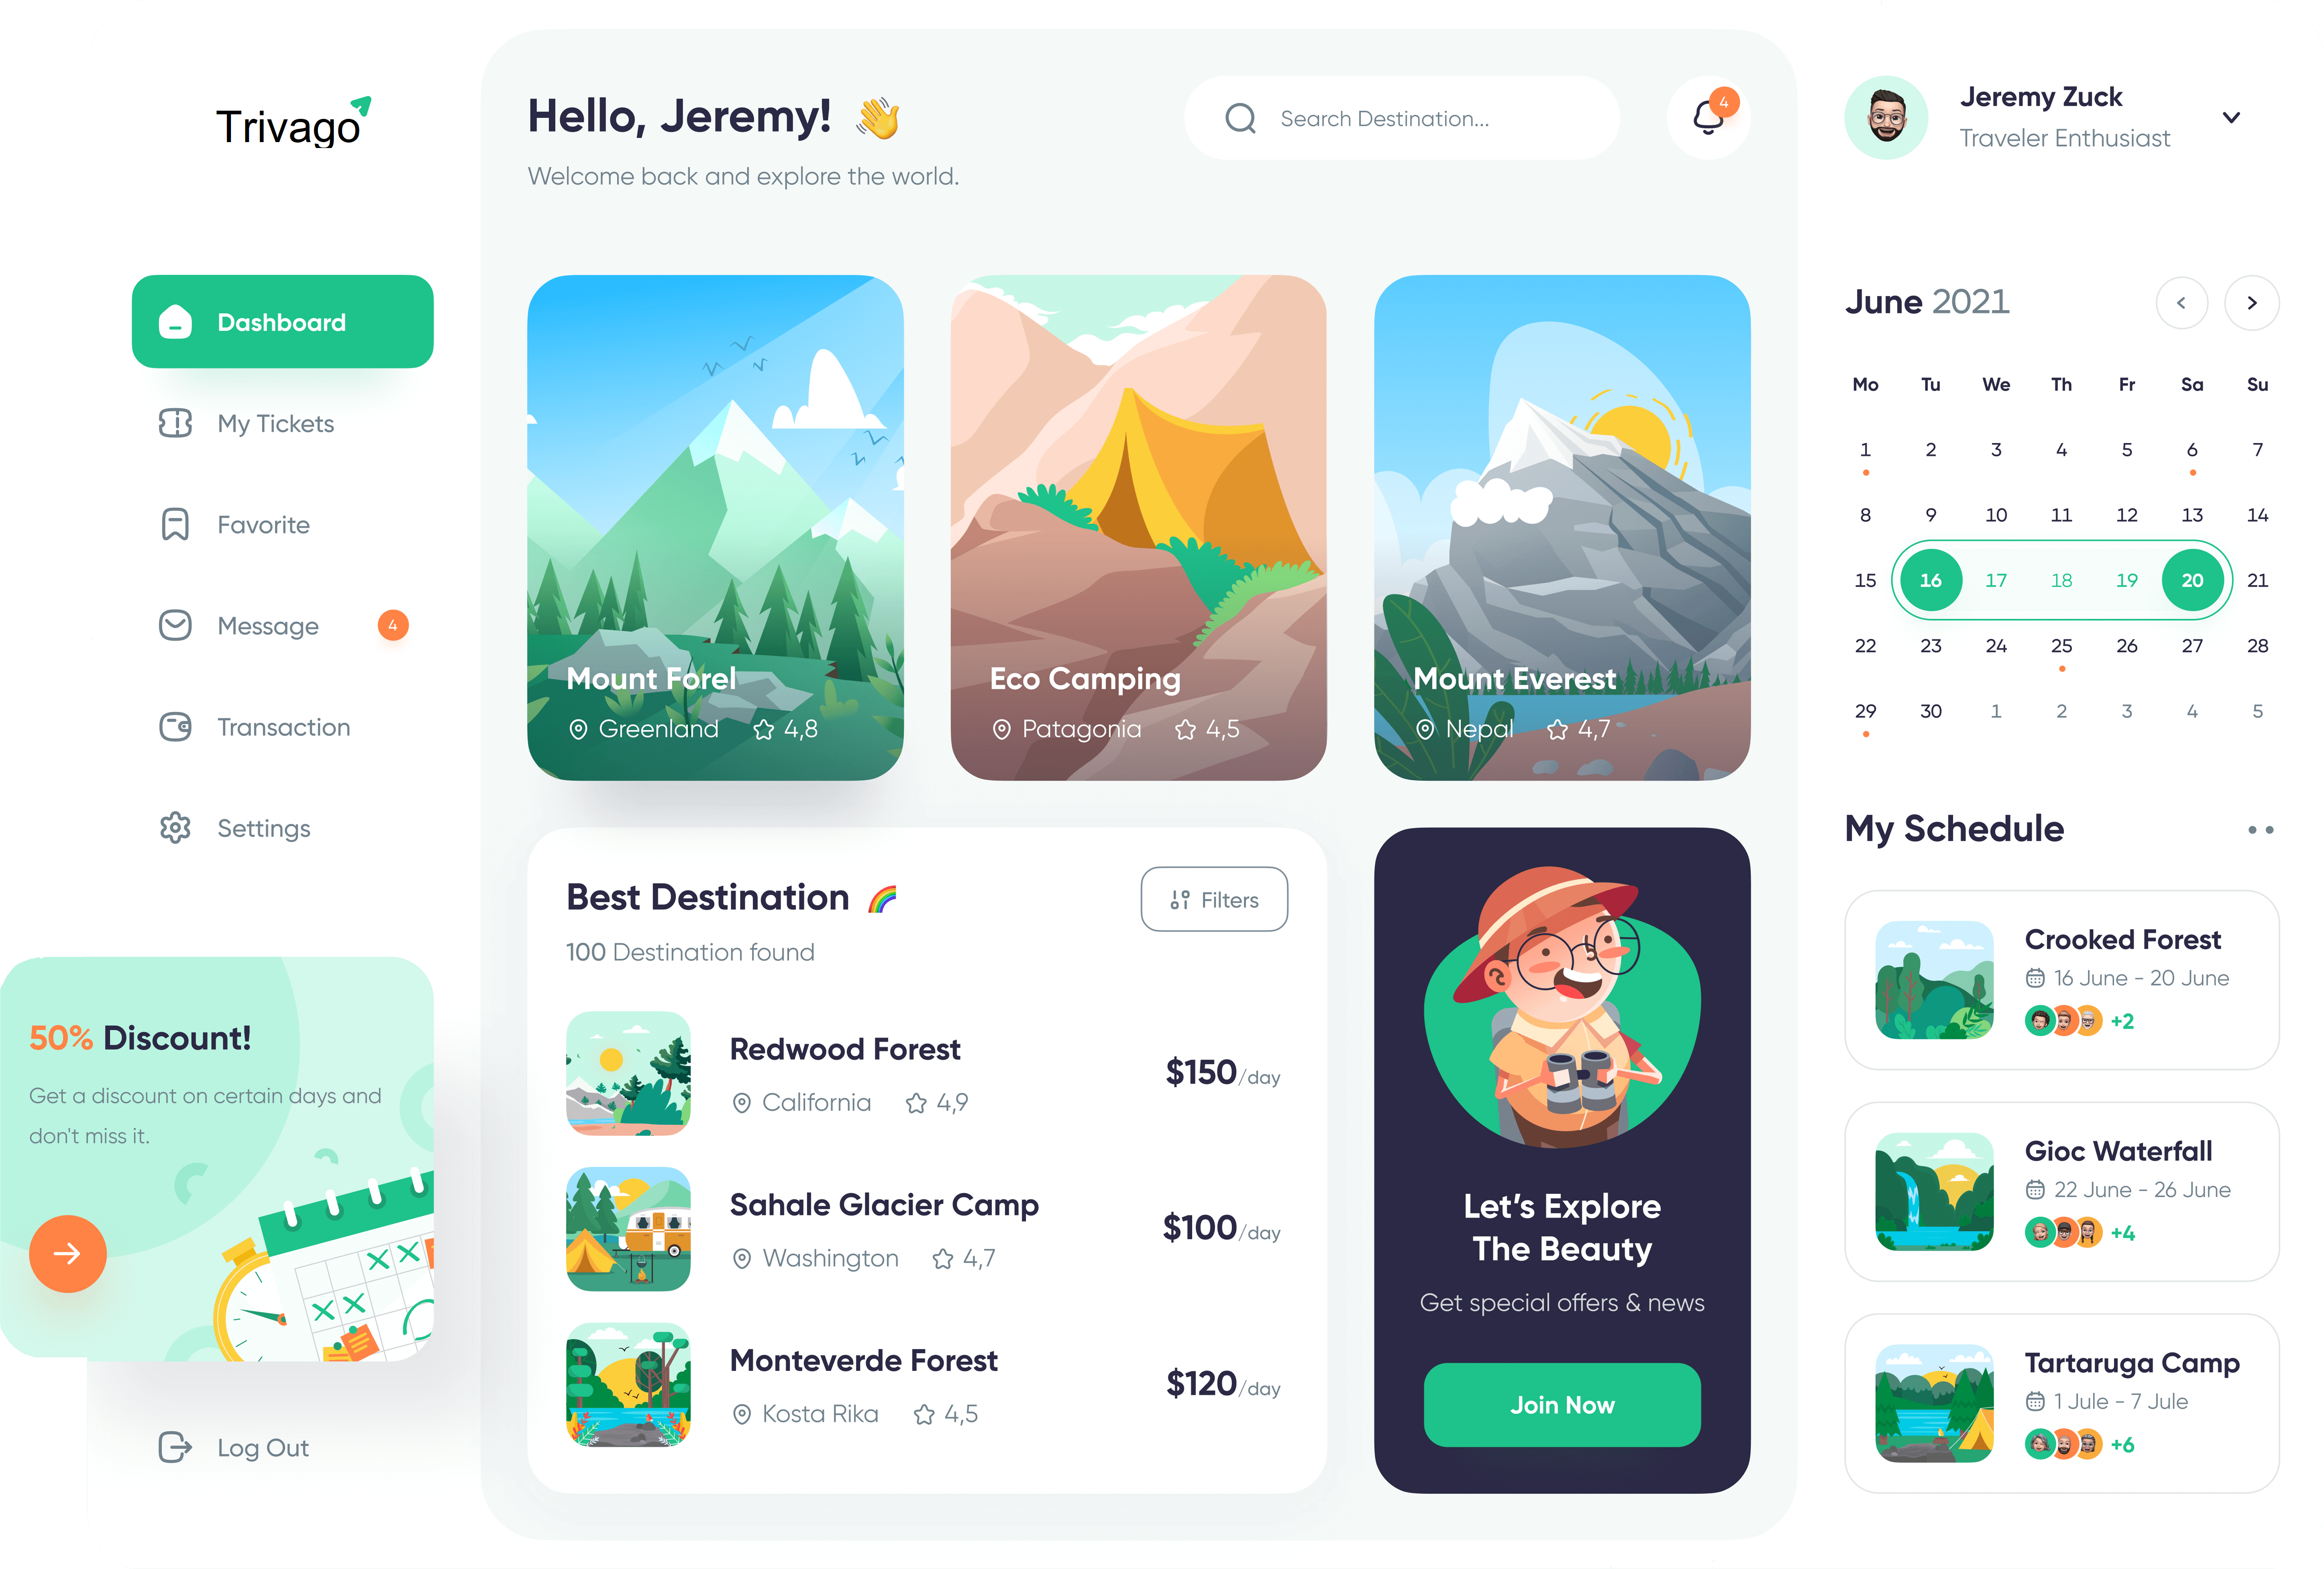 Trivago
Dashboard
My Tickets
Favorite
Message 4
Transaction
Settings
50% Discount!
Get a discount on certain days and
don't miss it.
Log Out
Hello, Jeremy! 👋
Welcome back and explore the world.
Search Destination...
4
Mount Forel
Greenland 4,8
Eco Camping
Patagonia 4,5
Mount Everest
Nepal 4,7
Best Destination 🌈
Filters
100 Destination found
Redwood Forest
California 4,9
$150/day
Sahale Glacier Camp
Washington 4,7
$100/day
Monteverde Forest
Kosta Rika 4,5
$120/day
Let’s Explore
The Beauty
Get special offers & news
Join Now
Jeremy Zuck
Traveler Enthusiast
June 2021
Mo Tu We Th Fr Sa Su
1 2 3 4 5 6 7
8 9 10 11 12 13 14
15 16 17 18 19 20 21
22 23 24 25 26 27 28
29 30 1 2 3 4 5
My Schedule
Crooked Forest
16 June - 20 June
+2
Gioc Waterfall
22 June - 26 June
+4
Tartaruga Camp
1 Jule - 7 Jule
+6